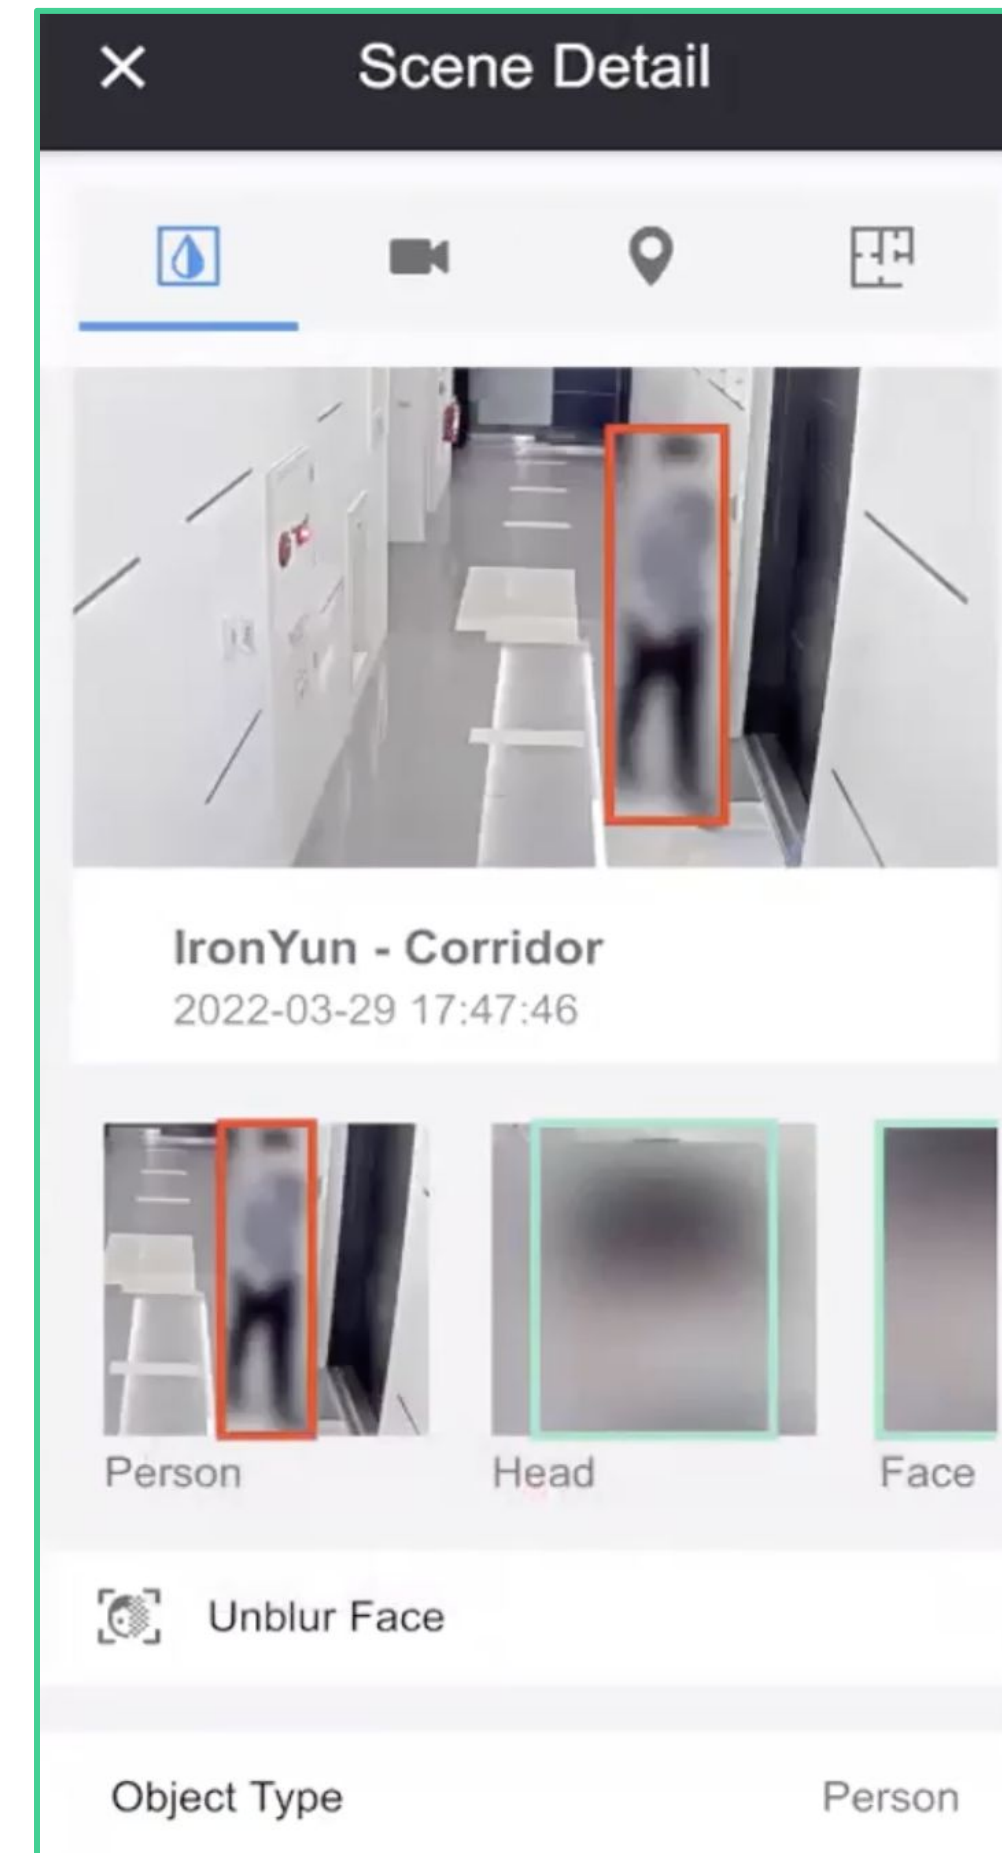 Scene Detail
IronYun - Corridor
2022-03-29 17:47:46
Person
Head
Face
Unblur Face
Object Type
Person